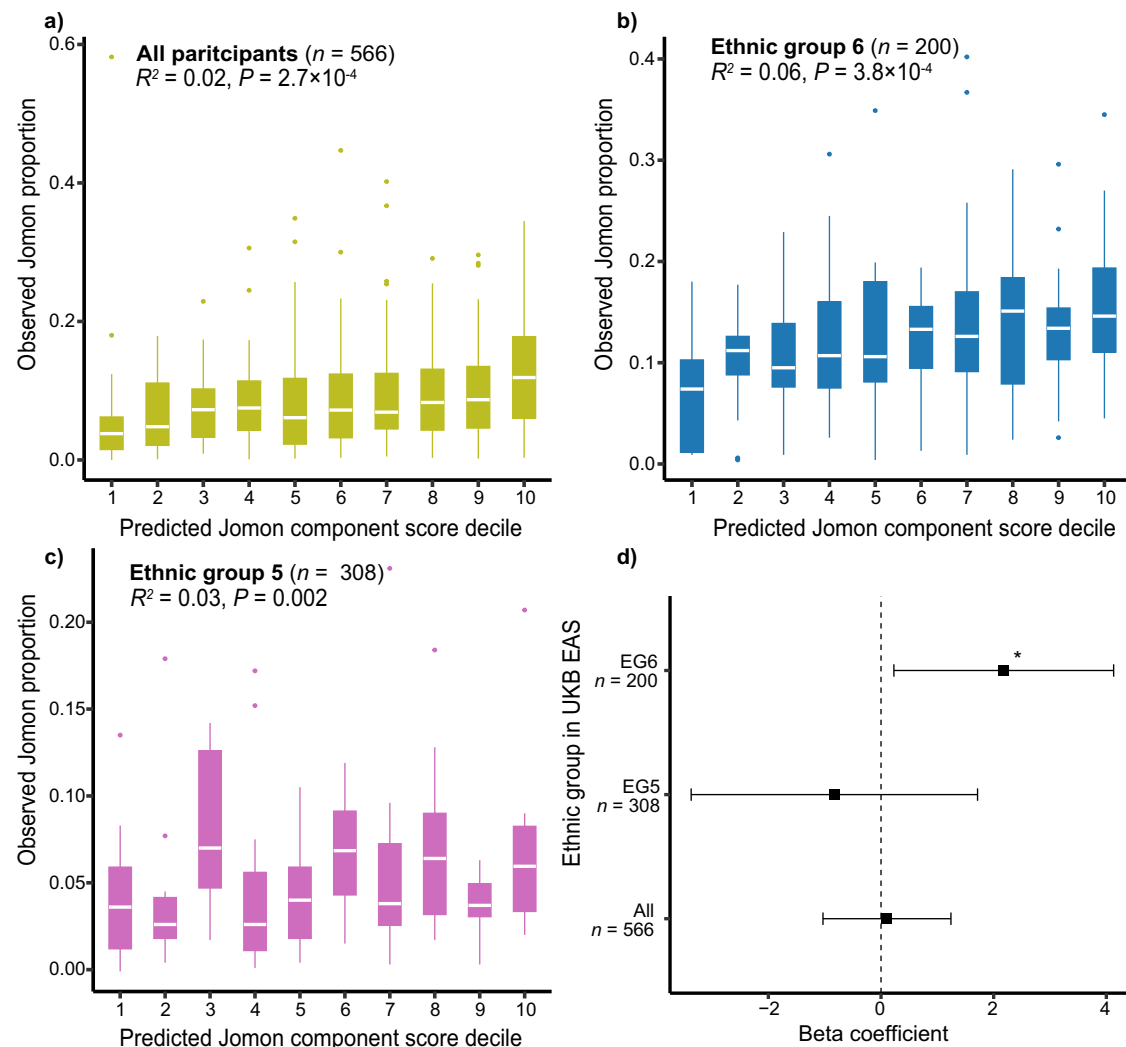 a)
All paritcipants (n = 566)
R² = 0.02, P = 2.7×10⁻⁴
Observed Jomon proportion
0.6
0.4
0.2
0.0
1 2 3 4 5 6 7 8 9 10
Predicted Jomon component score decile
b)
Ethnic group 6 (n = 200)
R² = 0.06, P = 3.8×10⁻⁴
Observed Jomon proportion
0.4
0.3
0.2
0.1
0.0
1 2 3 4 5 6 7 8 9 10
Predicted Jomon component score decile
c)
Ethnic group 5 (n = 308)
R² = 0.03, P = 0.002
Observed Jomon proportion
0.20
0.15
0.10
0.05
0.00
1 2 3 4 5 6 7 8 9 10
Predicted Jomon component score decile
d)
Ethnic group in UKB EAS
EG6
n = 200
*
EG5
n = 308
All
n = 566
−2 0 2 4
Beta coefficient